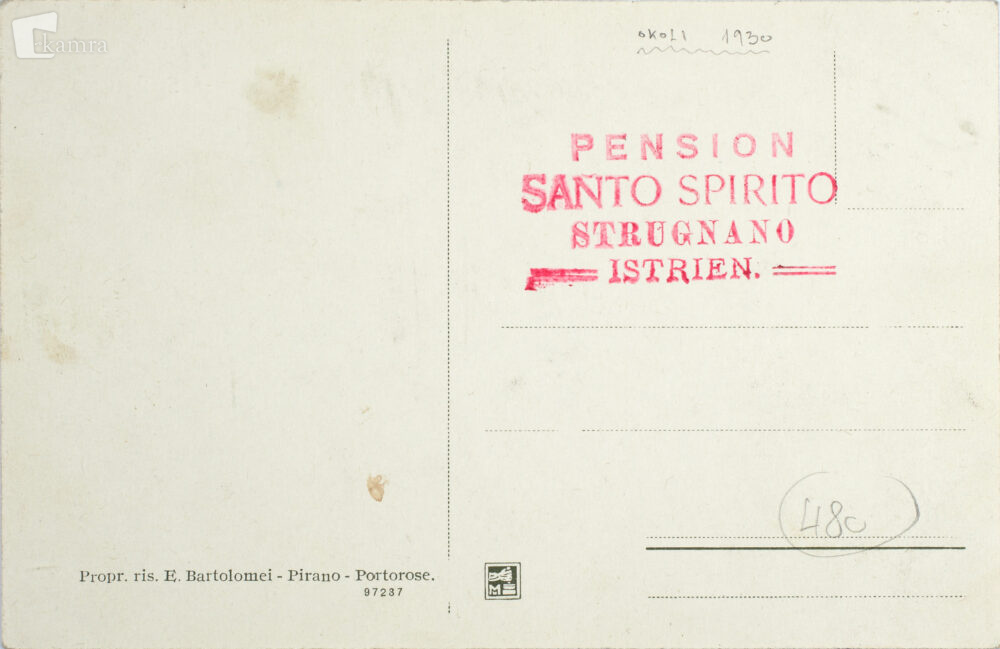 kamra
okoli 1930
PENSION
SANTO SPIRITO
STRUGNANO
ISTRIEN.
480
Propr. ris. E. Bartolomei - Pirano - Portorose.
97237
M